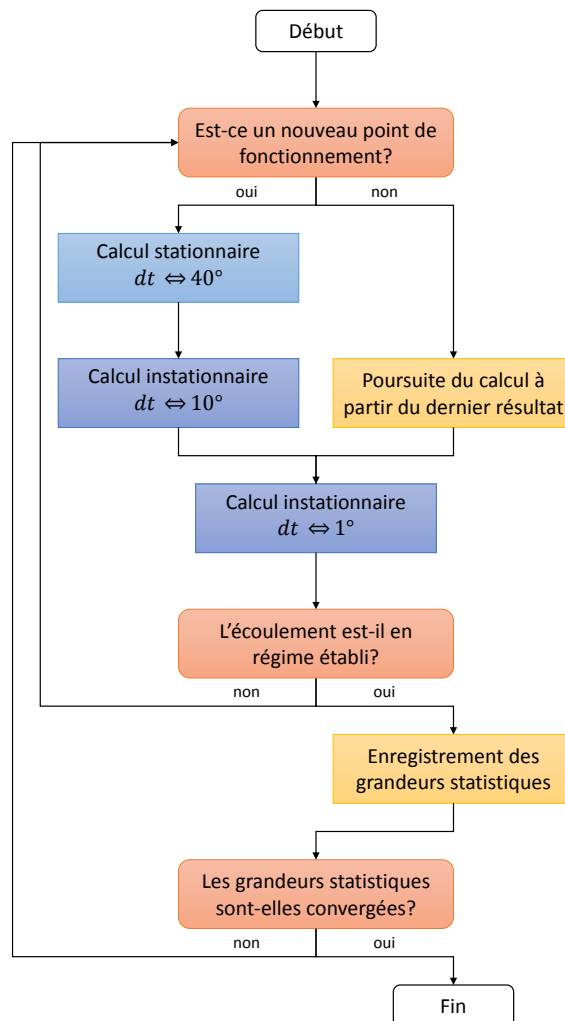 Début
Est-ce un nouveau point de
fonctionnement?
oui
non
Calcul stationnaire
dt ⇔ 40°
Calcul instationnaire
dt ⇔ 10°
Poursuite du calcul à
partir du dernier résultat
Calcul instationnaire
dt ⇔ 1°
L'écoulement est-il en
régime établi?
non
oui
Enregistrement des
grandeurs statistiques
Les grandeurs statistiques
sont-elles convergées?
non
oui
Fin